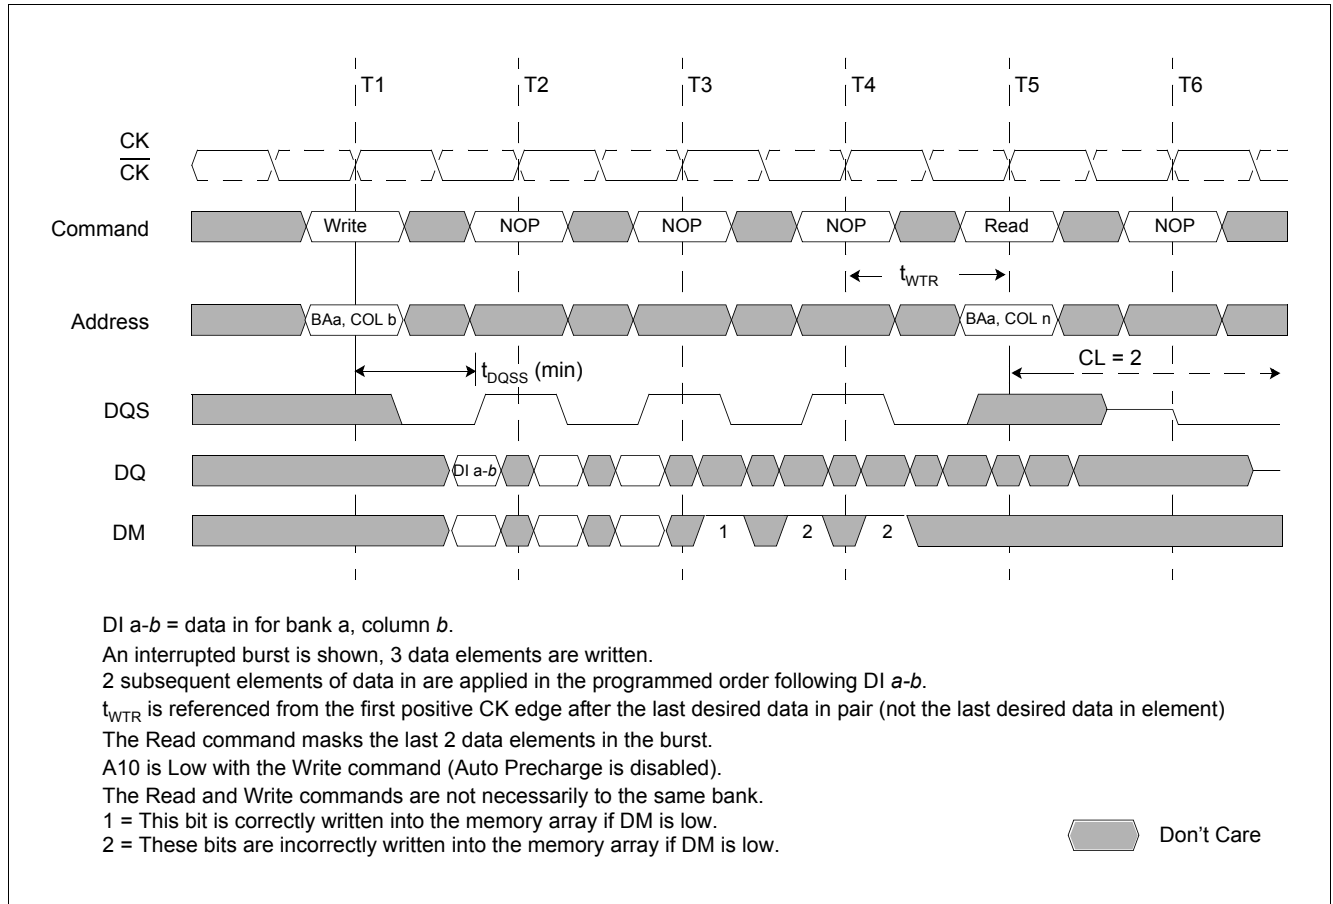 T1 T2 T3 T4 T5 T6
CK
CK
Command Write NOP NOP NOP Read NOP
tWTR
Address BAa, COL b BAa, COL n
tDQSS (min) CL = 2
DQS
DQ DI a-b
DM 1 2 2
DI a-b = data in for bank a, column b.
An interrupted burst is shown, 3 data elements are written.
2 subsequent elements of data in are applied in the programmed order following DI a-b.
tWTR is referenced from the first positive CK edge after the last desired data in pair (not the last desired data in element)
The Read command masks the last 2 data elements in the burst.
A10 is Low with the Write command (Auto Precharge is disabled).
The Read and Write commands are not necessarily to the same bank.
1 = This bit is correctly written into the memory array if DM is low.
2 = These bits are incorrectly written into the memory array if DM is low.
Don't Care